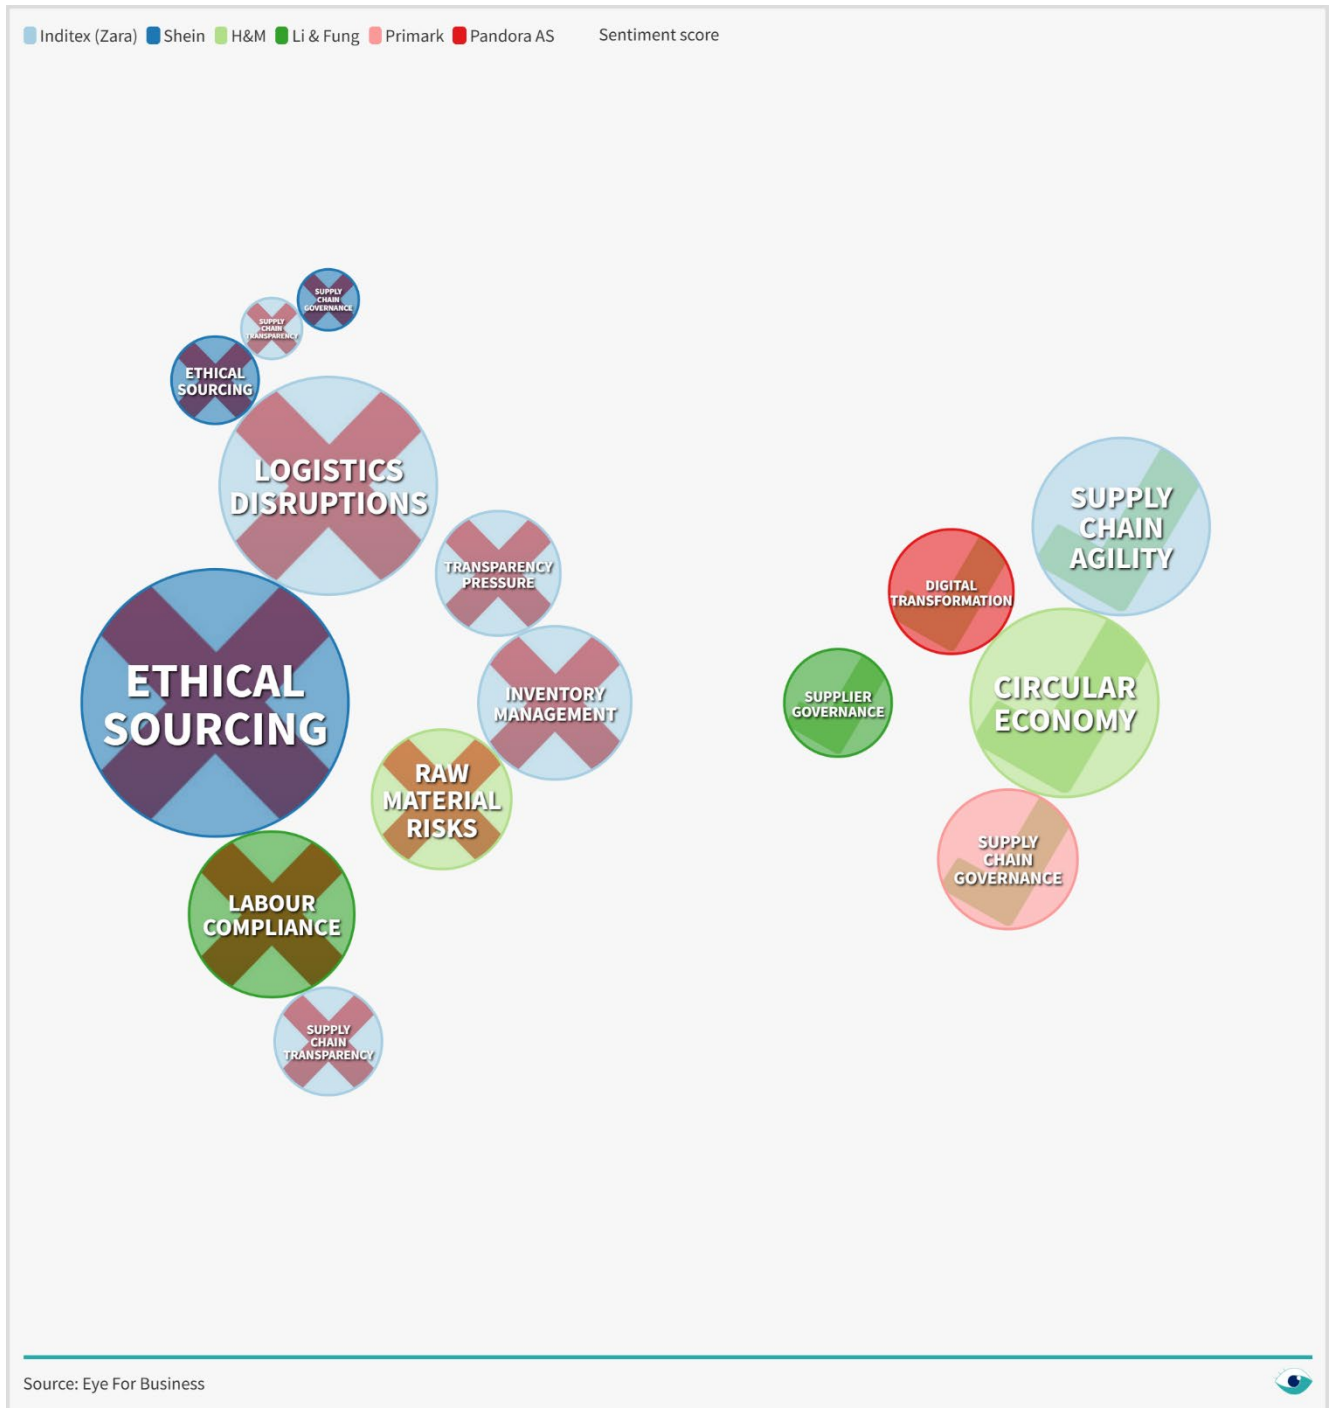 Inditex (Zara) Shein H&M Li & Fung Primark Pandora AS Sentiment score
SUPPLY
CHAIN
GOVERNANCE
SUPPLY
CHAIN
TRANSPARENCY
ETHICAL
SOURCING
LOGISTICS
DISRUPTIONS
TRANSPARENCY
PRESSURE
ETHICAL
SOURCING
INVENTORY
MANAGEMENT
RAW
MATERIAL
RISKS
LABOUR
COMPLIANCE
SUPPLY
CHAIN
TRANSPARENCY
SUPPLY
CHAIN
AGILITY
DIGITAL
TRANSFORMATION
SUPPLIER
GOVERNANCE
CIRCULAR
ECONOMY
SUPPLY
CHAIN
GOVERNANCE
Source: Eye For Business